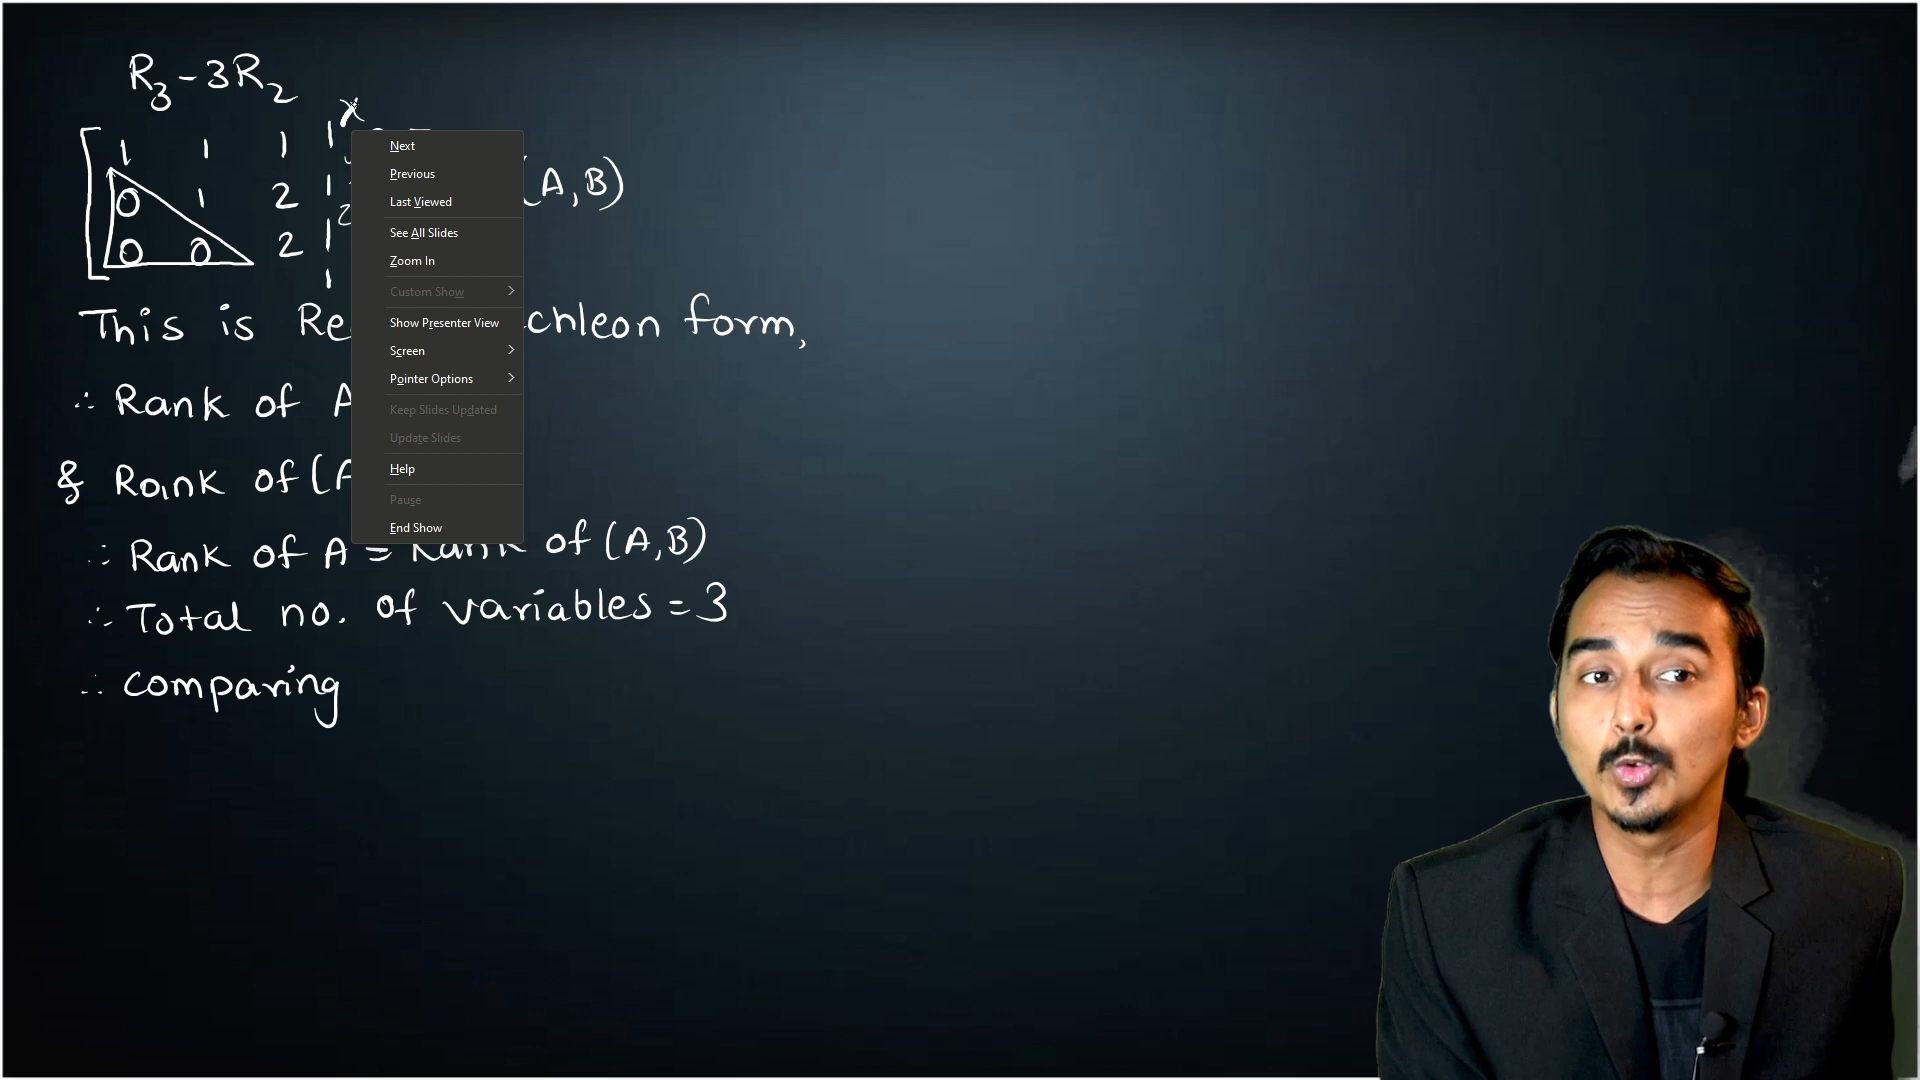 R3 - 3R2
x
1 1 1 1
0 1 2 1 (A,B)
0 0 2 1
This is Re chleon form,
∴ Rank of A
& Rank of (A
∴ Rank of A = Rank of (A,B)
∴ Total no. of variables = 3
∴ comparing
Next
Previous
Last Viewed
See All Slides
Zoom In
Custom Show
Show Presenter View
Screen
Pointer Options
Keep Slides Updated
Update Slides
Help
Pause
End Show